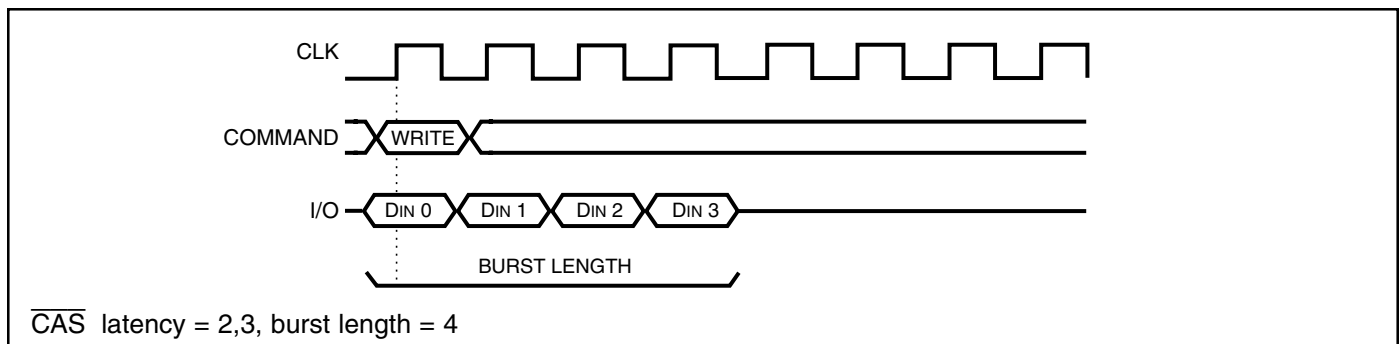 CLK
COMMAND WRITE
I/O DIN 0 DIN 1 DIN 2 DIN 3
BURST LENGTH
CAS latency = 2,3, burst length = 4